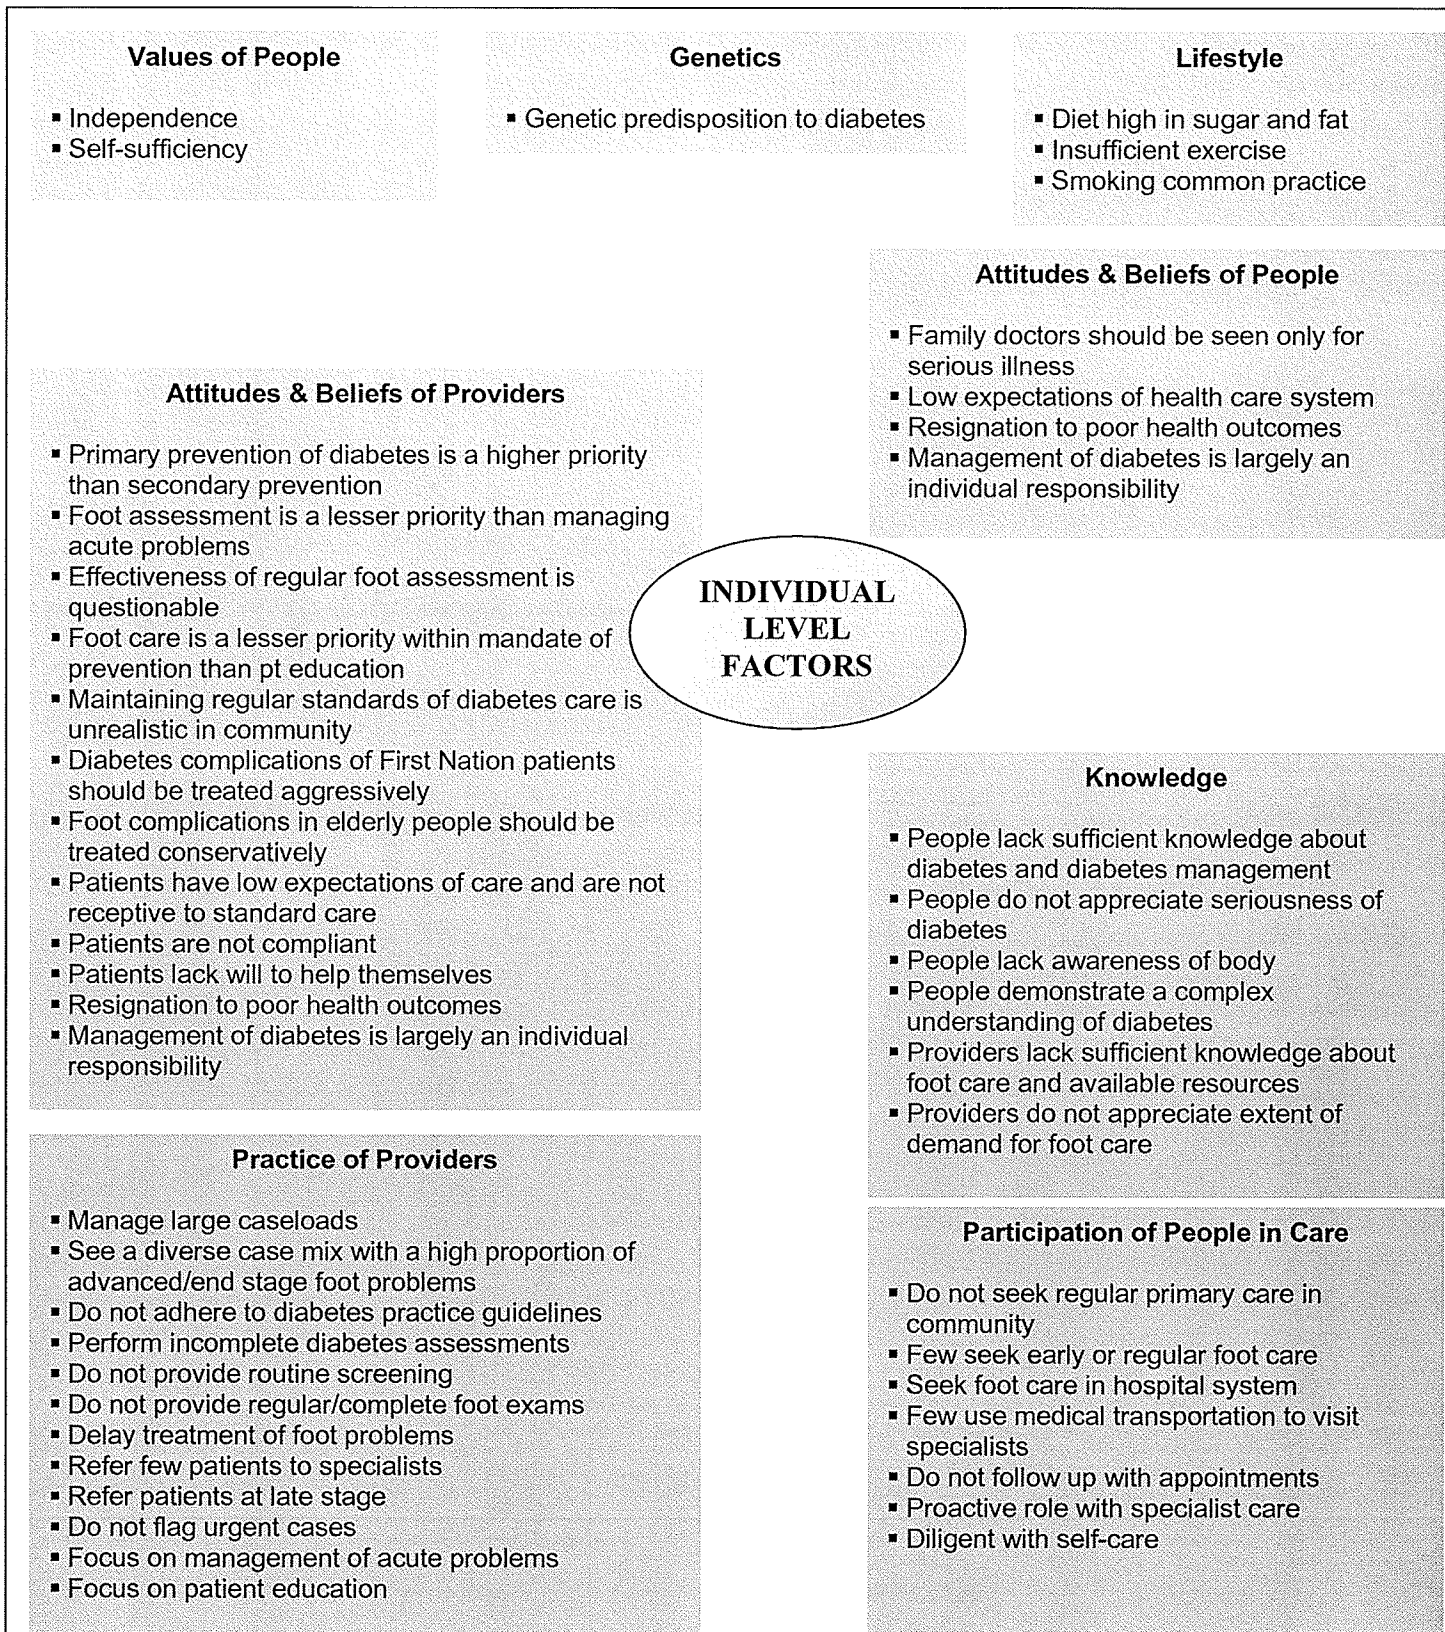 Values of People
▪ Independence
▪ Self-sufficiency
Genetics
▪ Genetic predisposition to diabetes
Lifestyle
▪ Diet high in sugar and fat
▪ Insufficient exercise
▪ Smoking common practice
Attitudes & Beliefs of People
▪ Family doctors should be seen only for
serious illness
▪ Low expectations of health care system
▪ Resignation to poor health outcomes
▪ Management of diabetes is largely an
individual responsibility
Attitudes & Beliefs of Providers
▪ Primary prevention of diabetes is a higher priority
than secondary prevention
▪ Foot assessment is a lesser priority than managing
acute problems
▪ Effectiveness of regular foot assessment is
questionable
▪ Foot care is a lesser priority within mandate of
prevention than pt education
▪ Maintaining regular standards of diabetes care is
unrealistic in community
▪ Diabetes complications of First Nation patients
should be treated aggressively
▪ Foot complications in elderly people should be
treated conservatively
▪ Patients have low expectations of care and are not
receptive to standard care
▪ Patients are not compliant
▪ Patients lack will to help themselves
▪ Resignation to poor health outcomes
▪ Management of diabetes is largely an individual
responsibility
INDIVIDUAL
LEVEL
FACTORS
Knowledge
▪ People lack sufficient knowledge about
diabetes and diabetes management
▪ People do not appreciate seriousness of
diabetes
▪ People lack awareness of body
▪ People demonstrate a complex
understanding of diabetes
▪ Providers lack sufficient knowledge about
foot care and available resources
▪ Providers do not appreciate extent of
demand for foot care
Practice of Providers
▪ Manage large caseloads
▪ See a diverse case mix with a high proportion of
advanced/end stage foot problems
▪ Do not adhere to diabetes practice guidelines
▪ Perform incomplete diabetes assessments
▪ Do not provide routine screening
▪ Do not provide regular/complete foot exams
▪ Delay treatment of foot problems
▪ Refer few patients to specialists
▪ Refer patients at late stage
▪ Do not flag urgent cases
▪ Focus on management of acute problems
▪ Focus on patient education
Participation of People in Care
▪ Do not seek regular primary care in
community
▪ Few seek early or regular foot care
▪ Seek foot care in hospital system
▪ Few use medical transportation to visit
specialists
▪ Do not follow up with appointments
▪ Proactive role with specialist care
▪ Diligent with self-care